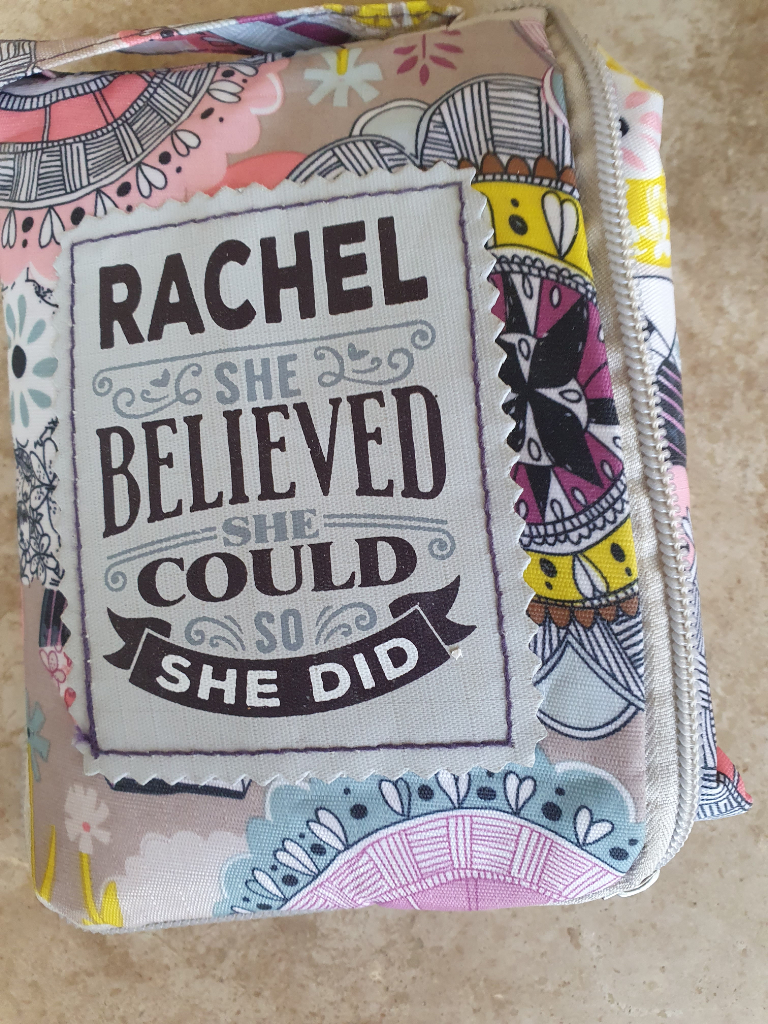 RACHEL
SHE
BELIEVED
SHE
COULD
SO
SHE DID